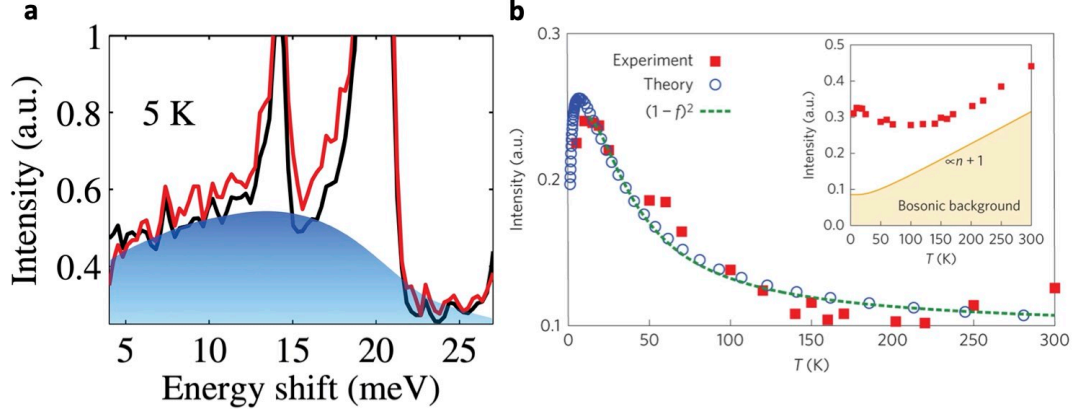 a
1
0.8
0.6
0.4
Intensity (a.u.)
5 K
5 10 15 20 25
Energy shift (meV)
b
0.3
0.2
0.1
Intensity (a.u.)
Experiment
Theory
(1 – f)²
0 50 100 150 200 250 300
T (K)
0.5
0.4
0.3
0.2
0.1
0.0
Intensity (a.u.)
∝n + 1
Bosonic background
0 50 100 150 200 250 300
T (K)